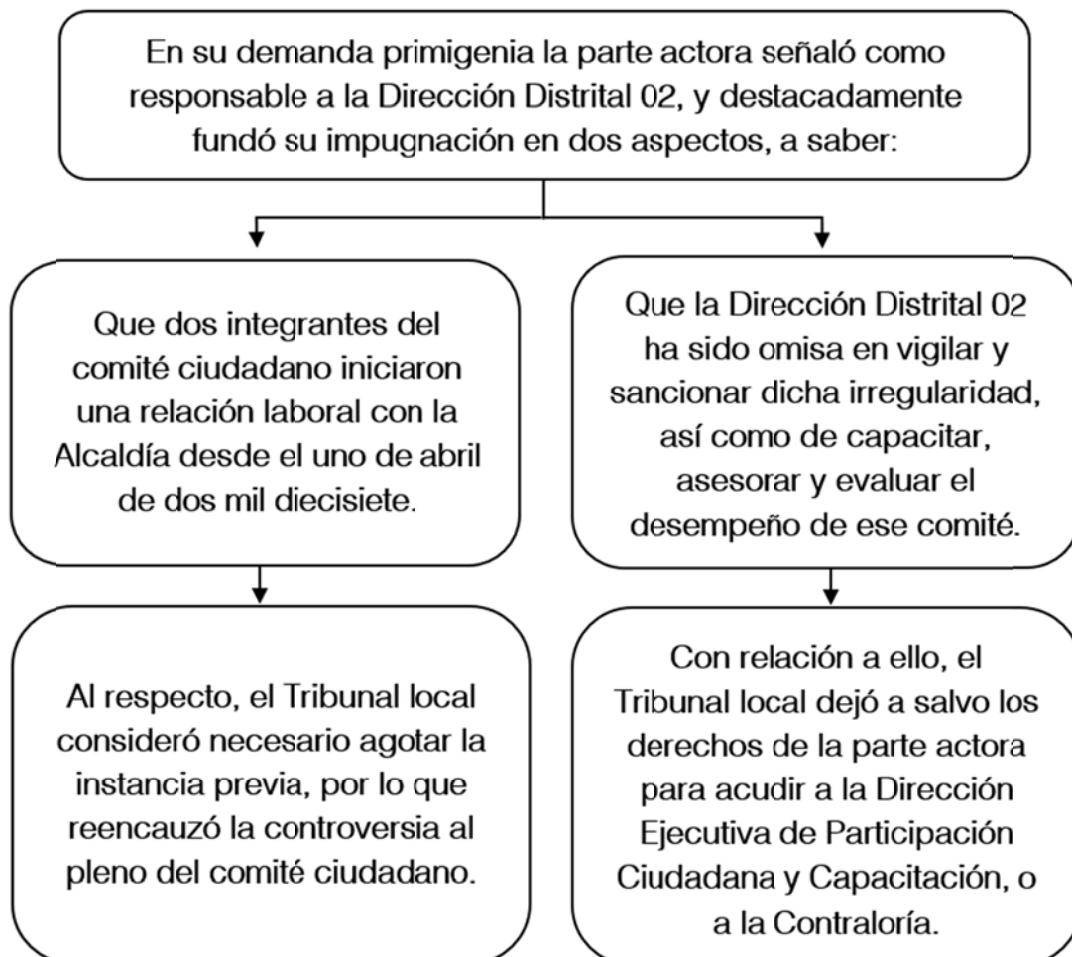 En su demanda primigenia la parte actora señaló como
responsable a la Dirección Distrital 02, y destacadamente
fundó su impugnación en dos aspectos, a saber:
Que dos integrantes del
comité ciudadano iniciaron
una relación laboral con la
Alcaldía desde el uno de abril
de dos mil diecisiete.
Que la Dirección Distrital 02
ha sido omisa en vigilar y
sancionar dicha irregularidad,
así como de capacitar,
asesorar y evaluar el
desempeño de ese comité.
Al respecto, el Tribunal local
consideró necesario agotar la
instancia previa, por lo que
reencauzó la controversia al
pleno del comité ciudadano.
Con relación a ello, el
Tribunal local dejó a salvo los
derechos de la parte actora
para acudir a la Dirección
Ejecutiva de Participación
Ciudadana y Capacitación, o
a la Contraloría.